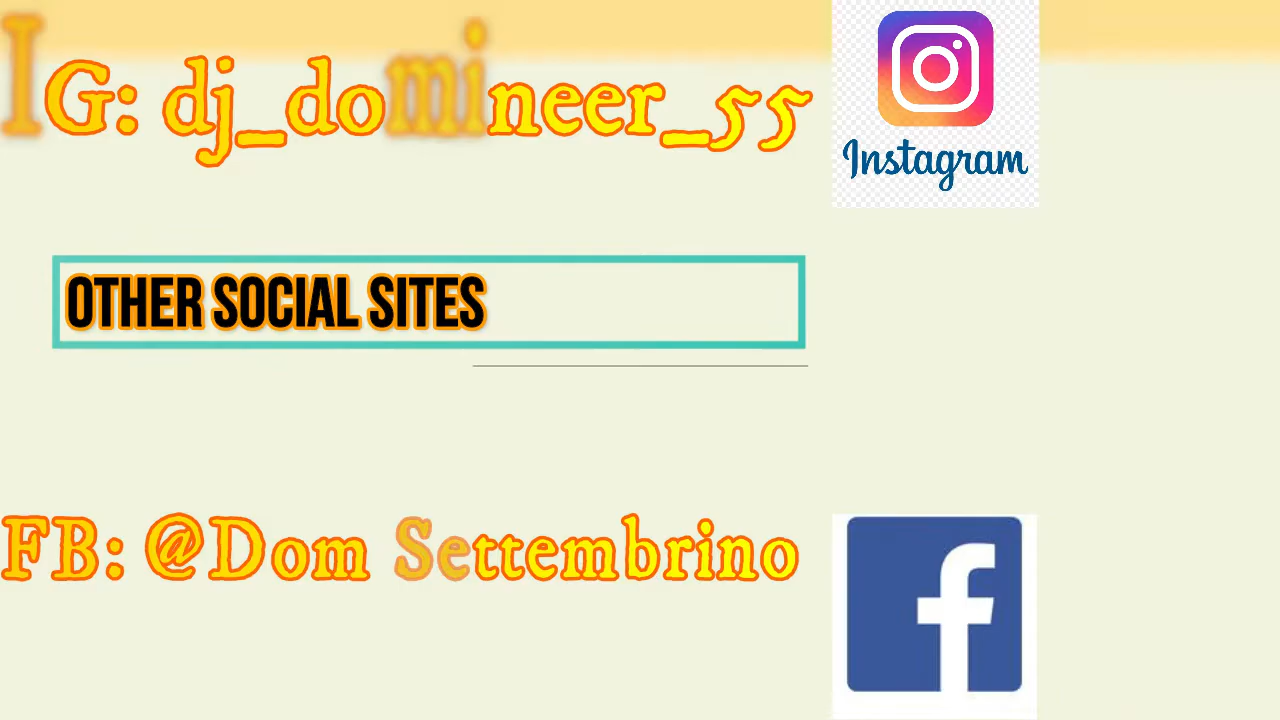 IG: dj_domineer_55
Instagram
OTHER SOCIAL SITES
FB: @Dom Settembrino
f